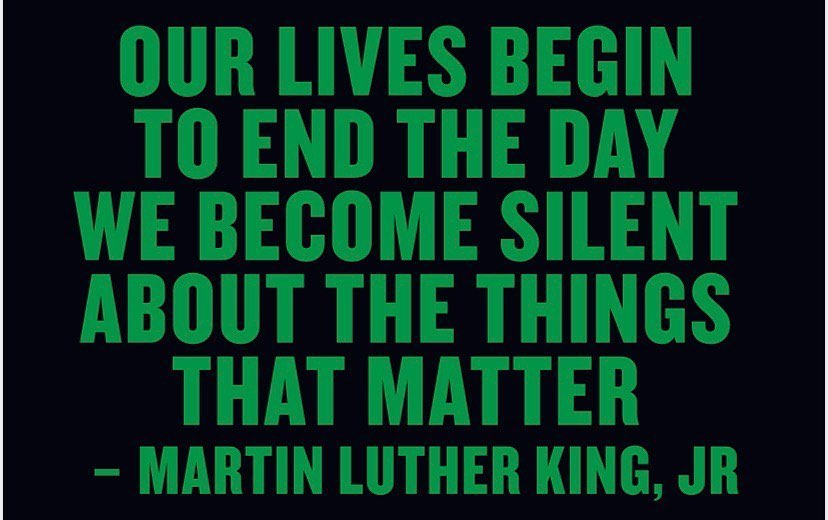 OUR LIVES BEGIN
TO END THE DAY
WE BECOME SILENT
ABOUT THE THINGS
THAT MATTER
– MARTIN LUTHER KING, JR